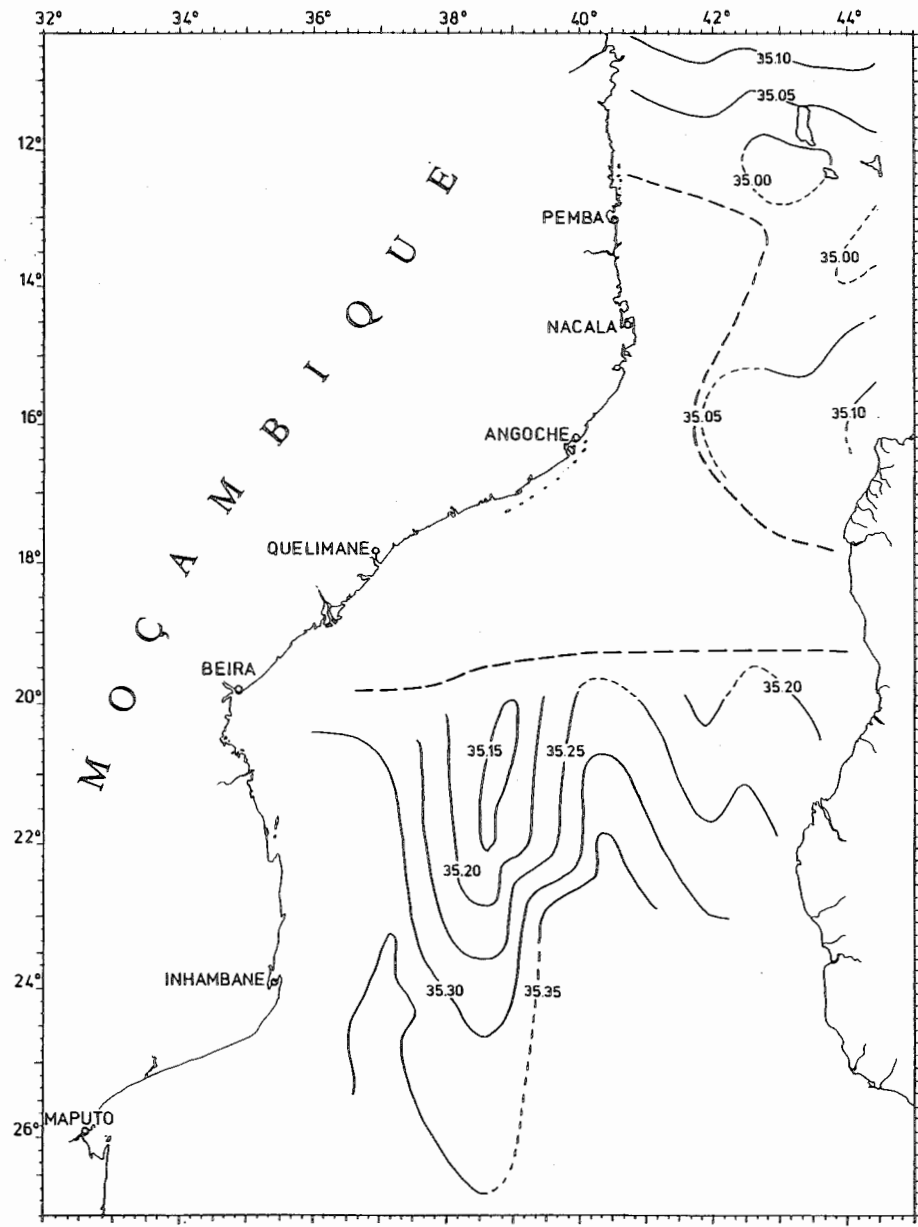 32° 34° 36° 38° 40° 42° 44°
35.10
35.05
12°
35.00
PEMBA
35.00
14°
NACALA
35.05
35.10
16°
ANGOCHE
18°
QUELIMANE
BEIRA
20°
35.20
35.15
35.25
22°
35.20
24°
INHAMBANE
35.30
35.35
MAPUTO
26°
MOÇAMBIQUE